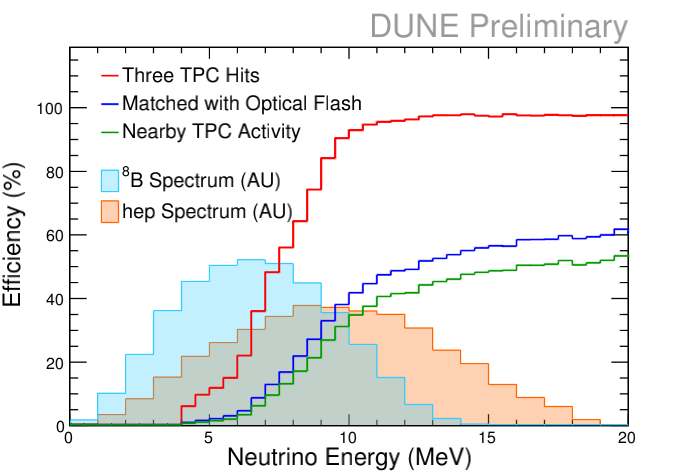 DUNE Preliminary
Three TPC Hits
Matched with Optical Flash
Nearby TPC Activity
⁸B Spectrum (AU)
hep Spectrum (AU)
Efficiency (%)
100
80
60
40
20
0
0 5 10 15 20
Neutrino Energy (MeV)